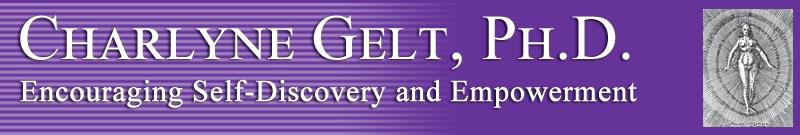 CHARLYNE GELT, PH.D.
Encouraging Self-Discovery and Empowerment